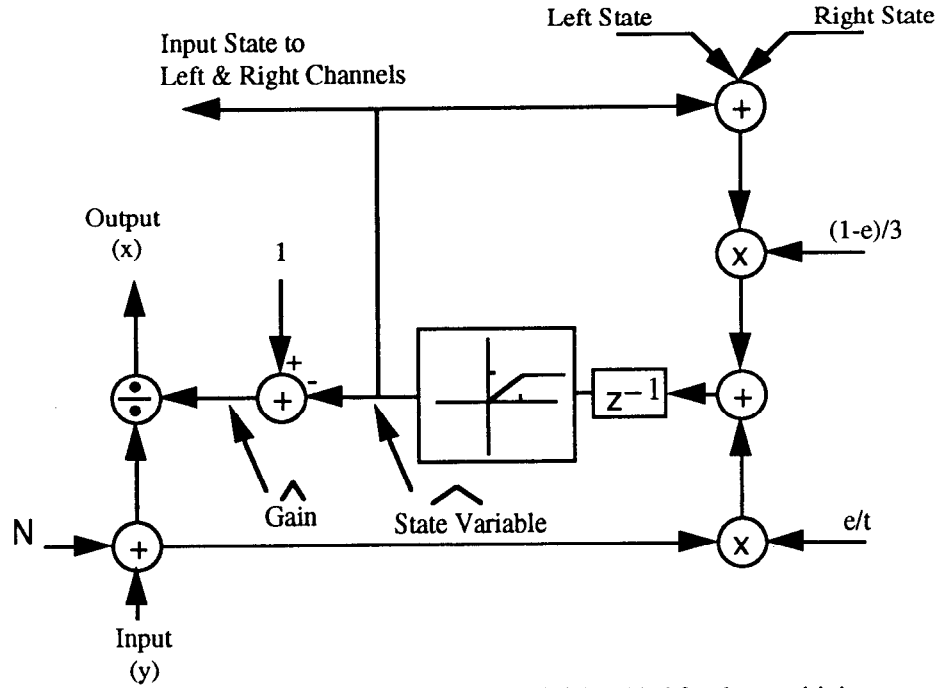 Left State
Right State
Input State to
Left & Right Channels
+
Output
(x)
1
x
(1-e)/3
+
-
÷
+
z-1
+
Gain
State Variable
N
+
x
e/t
Input
(y)